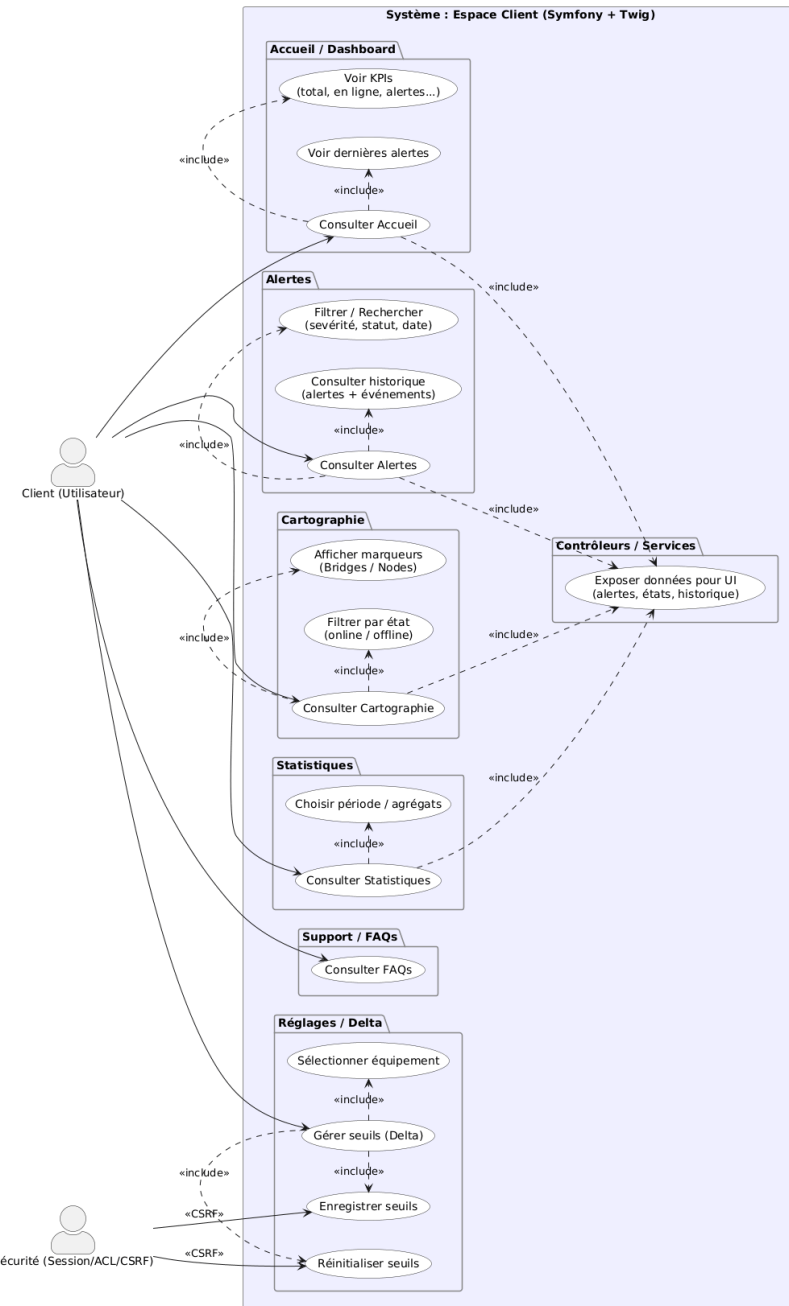 Système : Espace Client (Symfony + Twig)
Accueil / Dashboard
Voir KPIs
(total, en ligne, alertes...)
Voir dernières alertes
«include»
«include»
Consulter Accueil
Alertes
«include»
Filtrer / Rechercher
(sévérité, statut, date)
Consulter historique
(alertes + événements)
«include»
«include»
Consulter Alertes
Client (Utilisateur)
«include»
Cartographie
Contrôleurs / Services
Afficher marqueurs
(Bridges / Nodes)
Exposer données pour UI
(alertes, états, historique)
Filtrer par état
(online / offline)
«include»
«include»
«include»
Consulter Cartographie
Statistiques
«include»
Choisir période / agrégats
«include»
Consulter Statistiques
Support / FAQs
Consulter FAQs
Réglages / Delta
Sélectionner équipement
«include»
Gérer seuils (Delta)
«include»
«include»
Enregistrer seuils
«CSRF»
«CSRF»
écurité (Session/ACL/CSRF)
Réinitialiser seuils